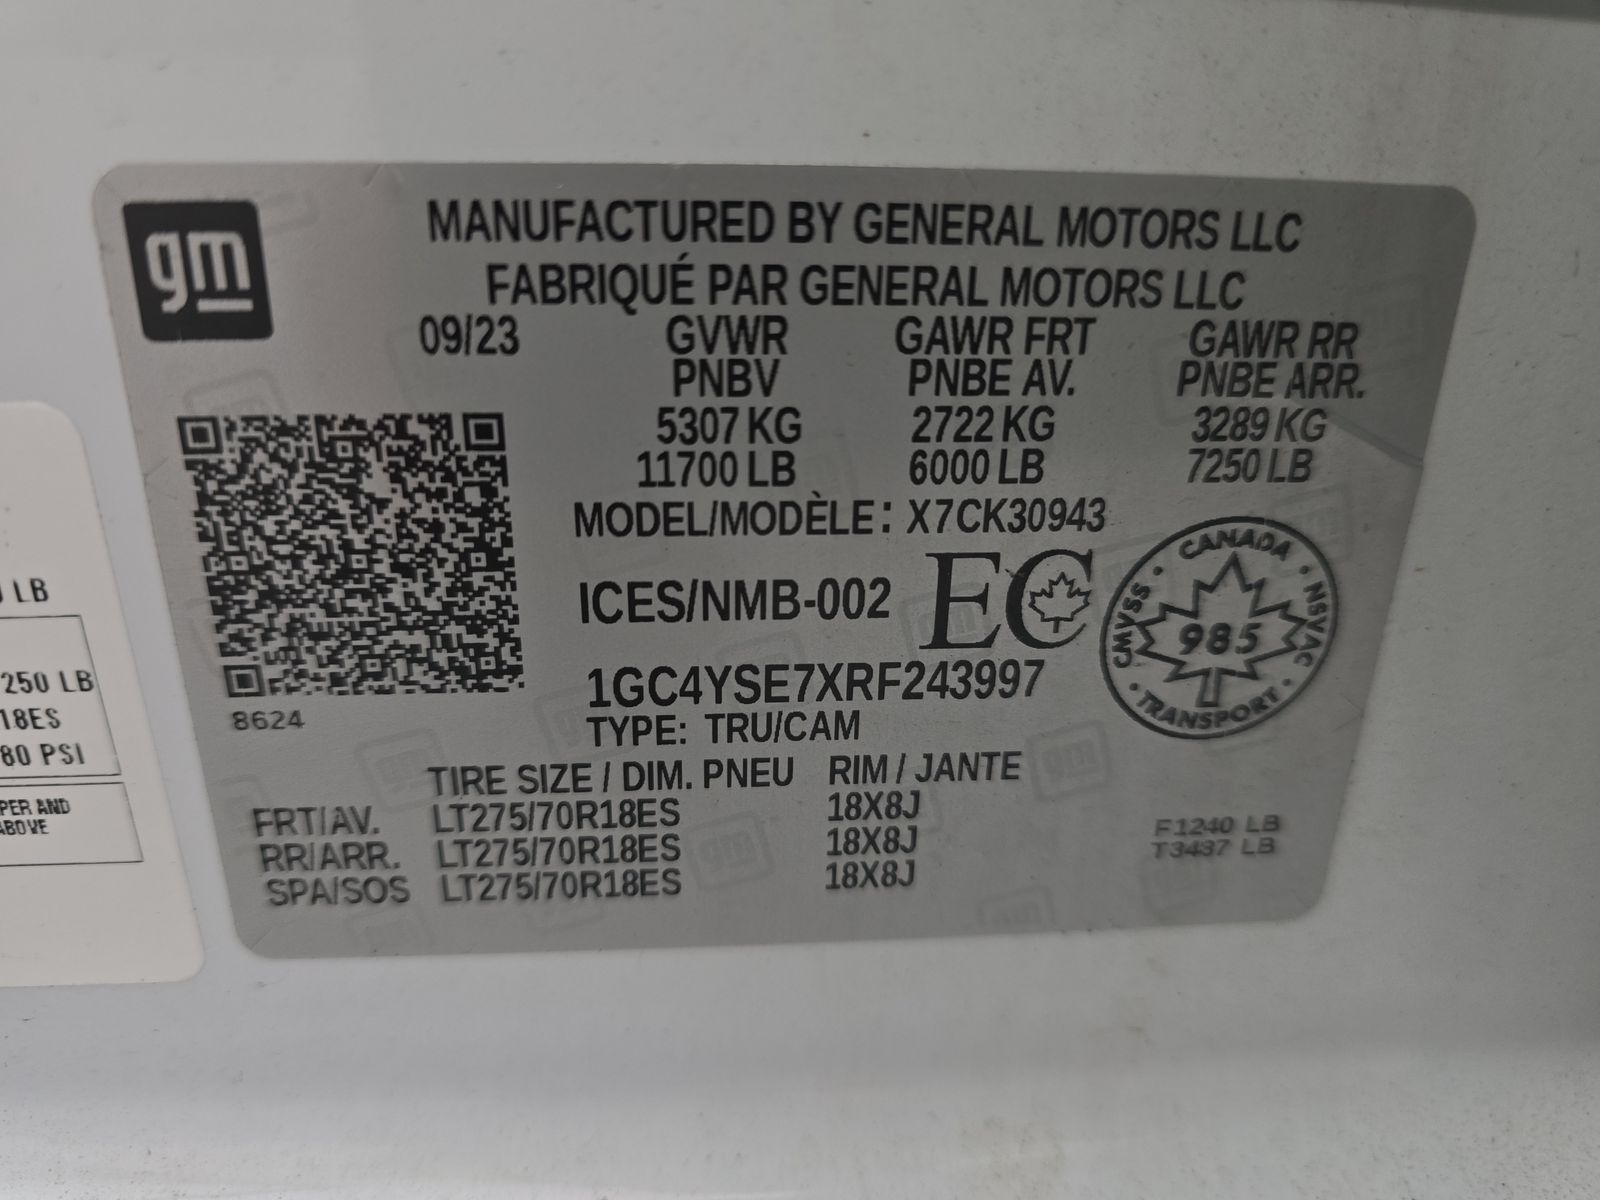 gm
MANUFACTURED BY GENERAL MOTORS LLC
FABRIQUÉ PAR GENERAL MOTORS LLC
09/23 GVWR GAWR FRT GAWR RR
PNBV PNBE AV. PNBE ARR.
5307 KG 2722 KG 3289 KG
11700 LB 6000 LB 7250 LB
MODEL/MODÈLE: X7CK30943
ICES/NMB-002 EC
CANADA
CMVSS 985 NSVAC
TRANSPORT
1GC4YSE7XRF243997
8624
TYPE: TRU/CAM
TIRE SIZE / DIM. PNEU RIM / JANTE
FRT/AV. LT275/70R18ES 18X8J
RR/ARR. LT275/70R18ES 18X8J
SPA/SOS LT275/70R18ES 18X8J
F1240 LB
T3437 LB
LB
250 LB
18ES
80 PSI
PER AND
ABOVE